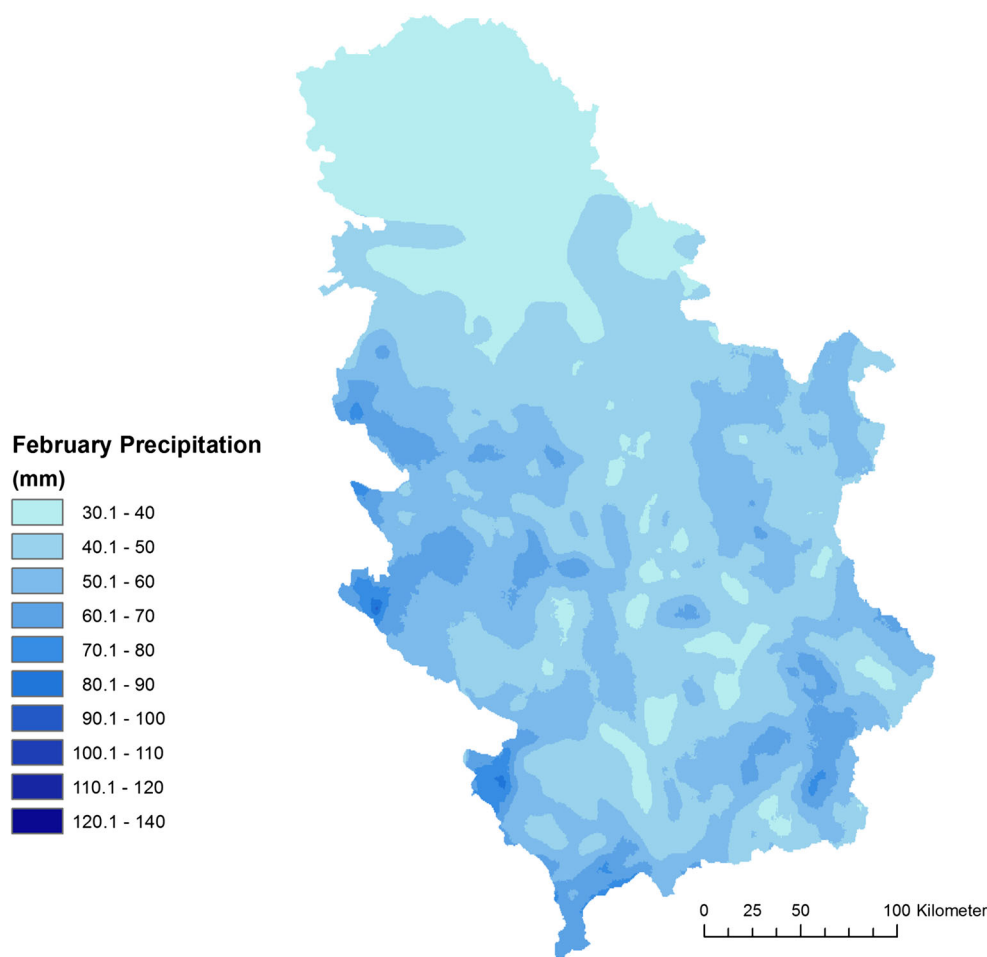 February Precipitation
(mm)
30.1 - 40
40.1 - 50
50.1 - 60
60.1 - 70
70.1 - 80
80.1 - 90
90.1 - 100
100.1 - 110
110.1 - 120
120.1 - 140
0 25 50 100 Kilometer